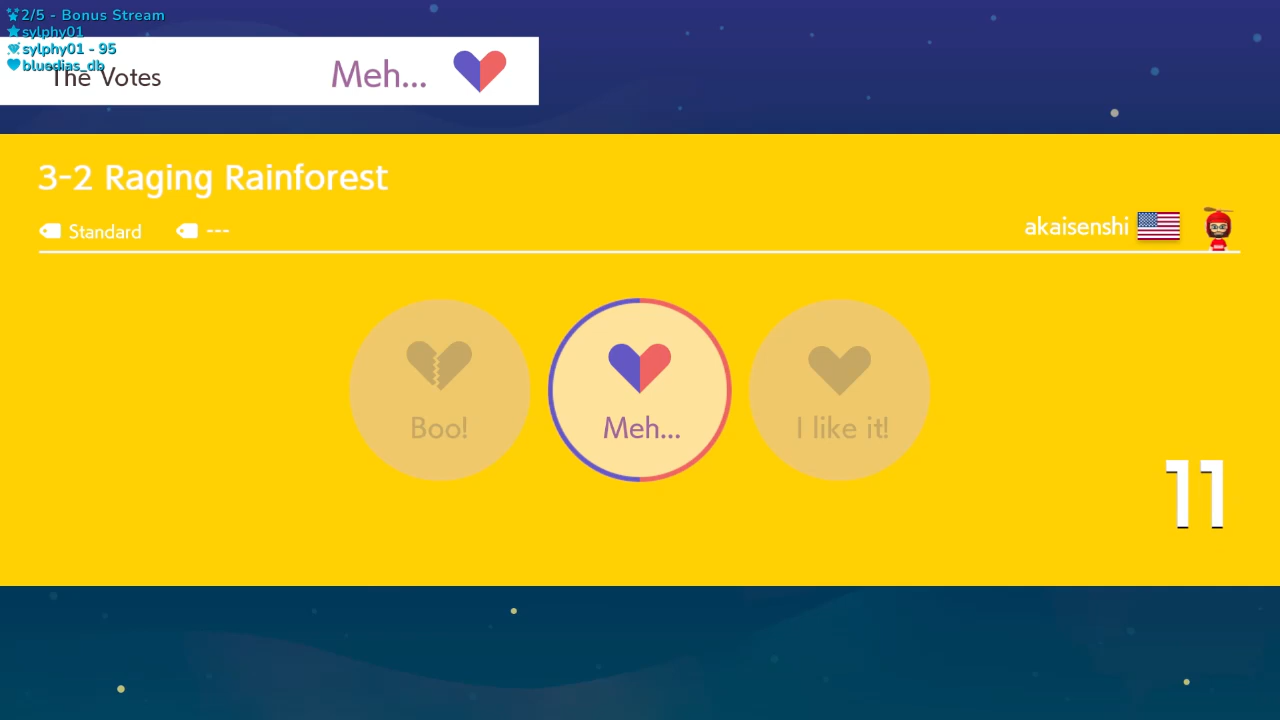 2/5 - Bonus Stream
sylphy01
sylphy01 - 95
bluedias_db
The Votes
Meh...
3-2 Raging Rainforest
Standard
---
akaisenshi
Boo!
Meh...
I like it!
11